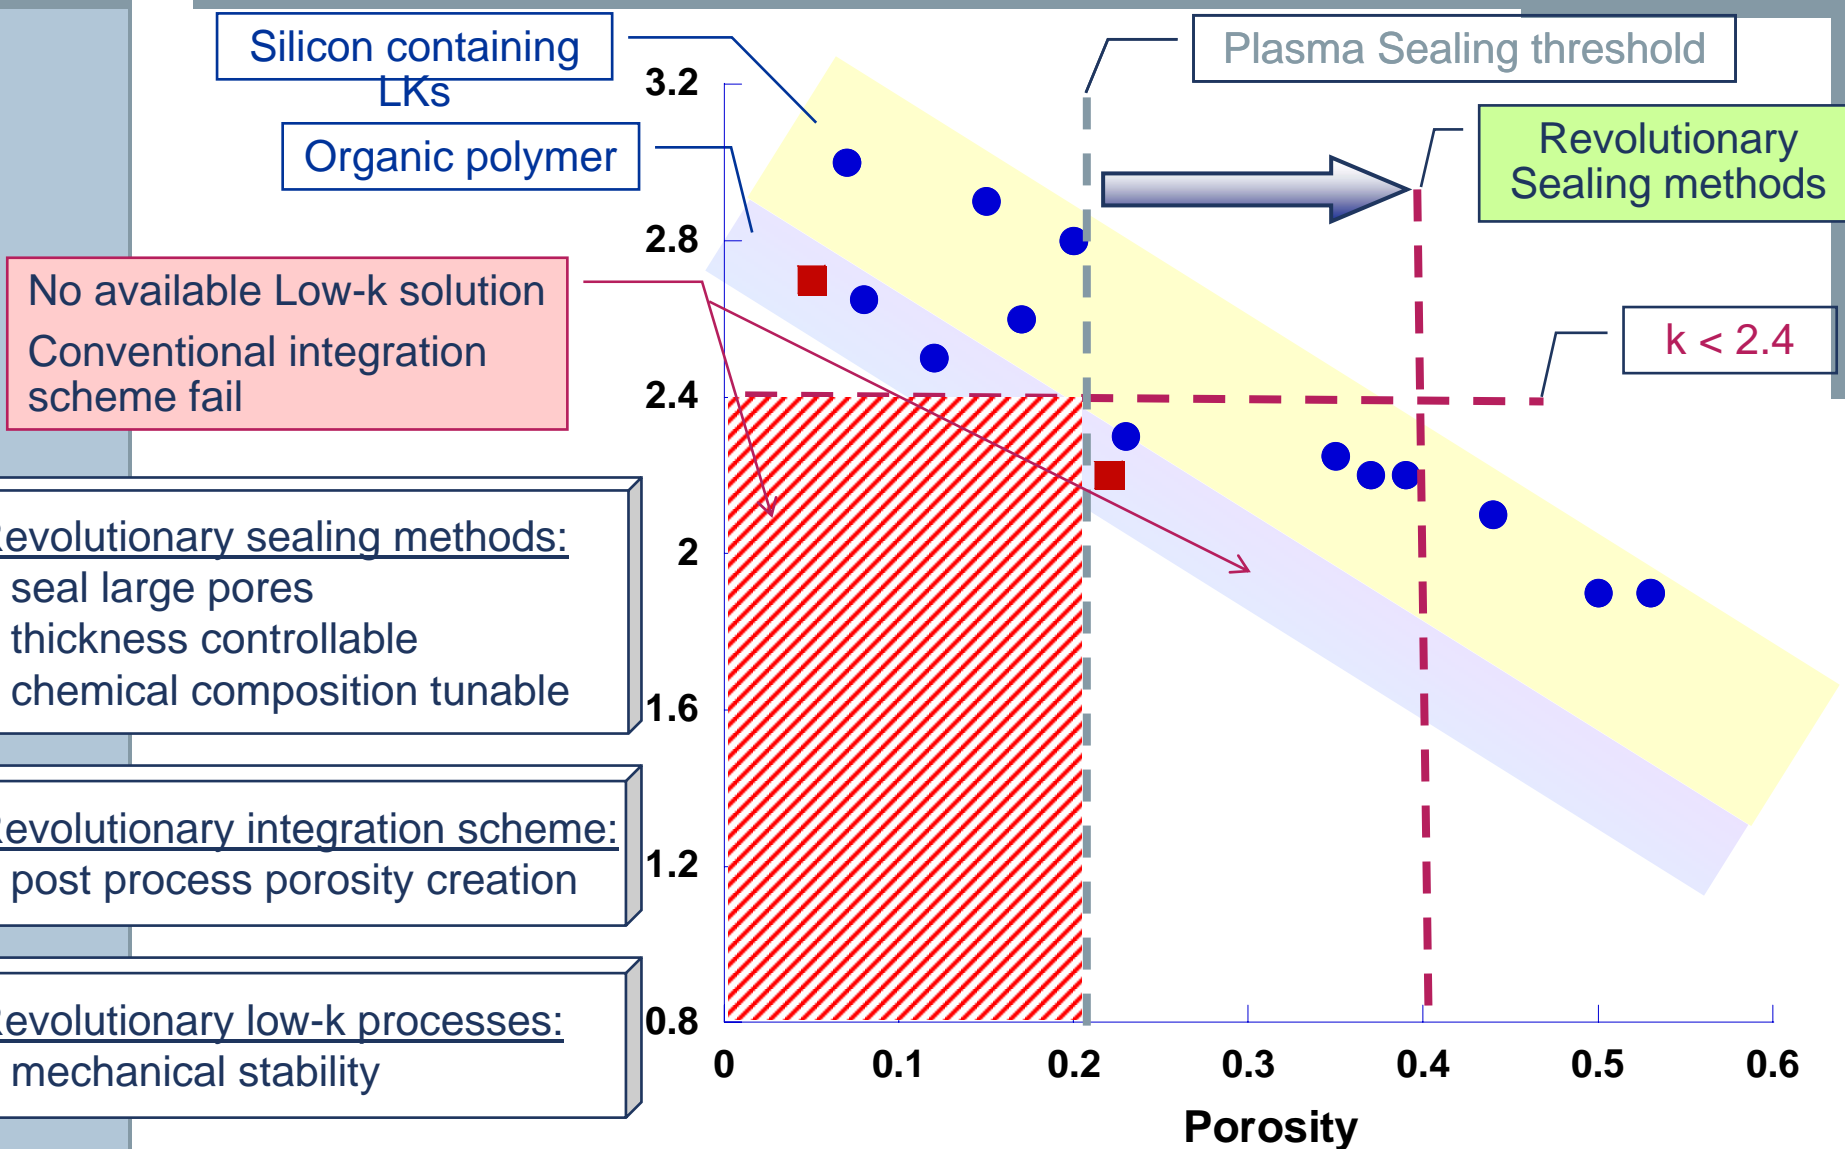 Silicon containing
LKs
Organic polymer
Plasma Sealing threshold
Revolutionary
Sealing methods
No available Low-k solution
Conventional integration
scheme fail
k < 2.4
Revolutionary sealing methods:
seal large pores
thickness controllable
chemical composition tunable
Revolutionary integration scheme:
post process porosity creation
Revolutionary low-k processes:
mechanical stability
3.2
2.8
2.4
2
1.6
1.2
0.8
0 0.1 0.2 0.3 0.4 0.5 0.6
Porosity